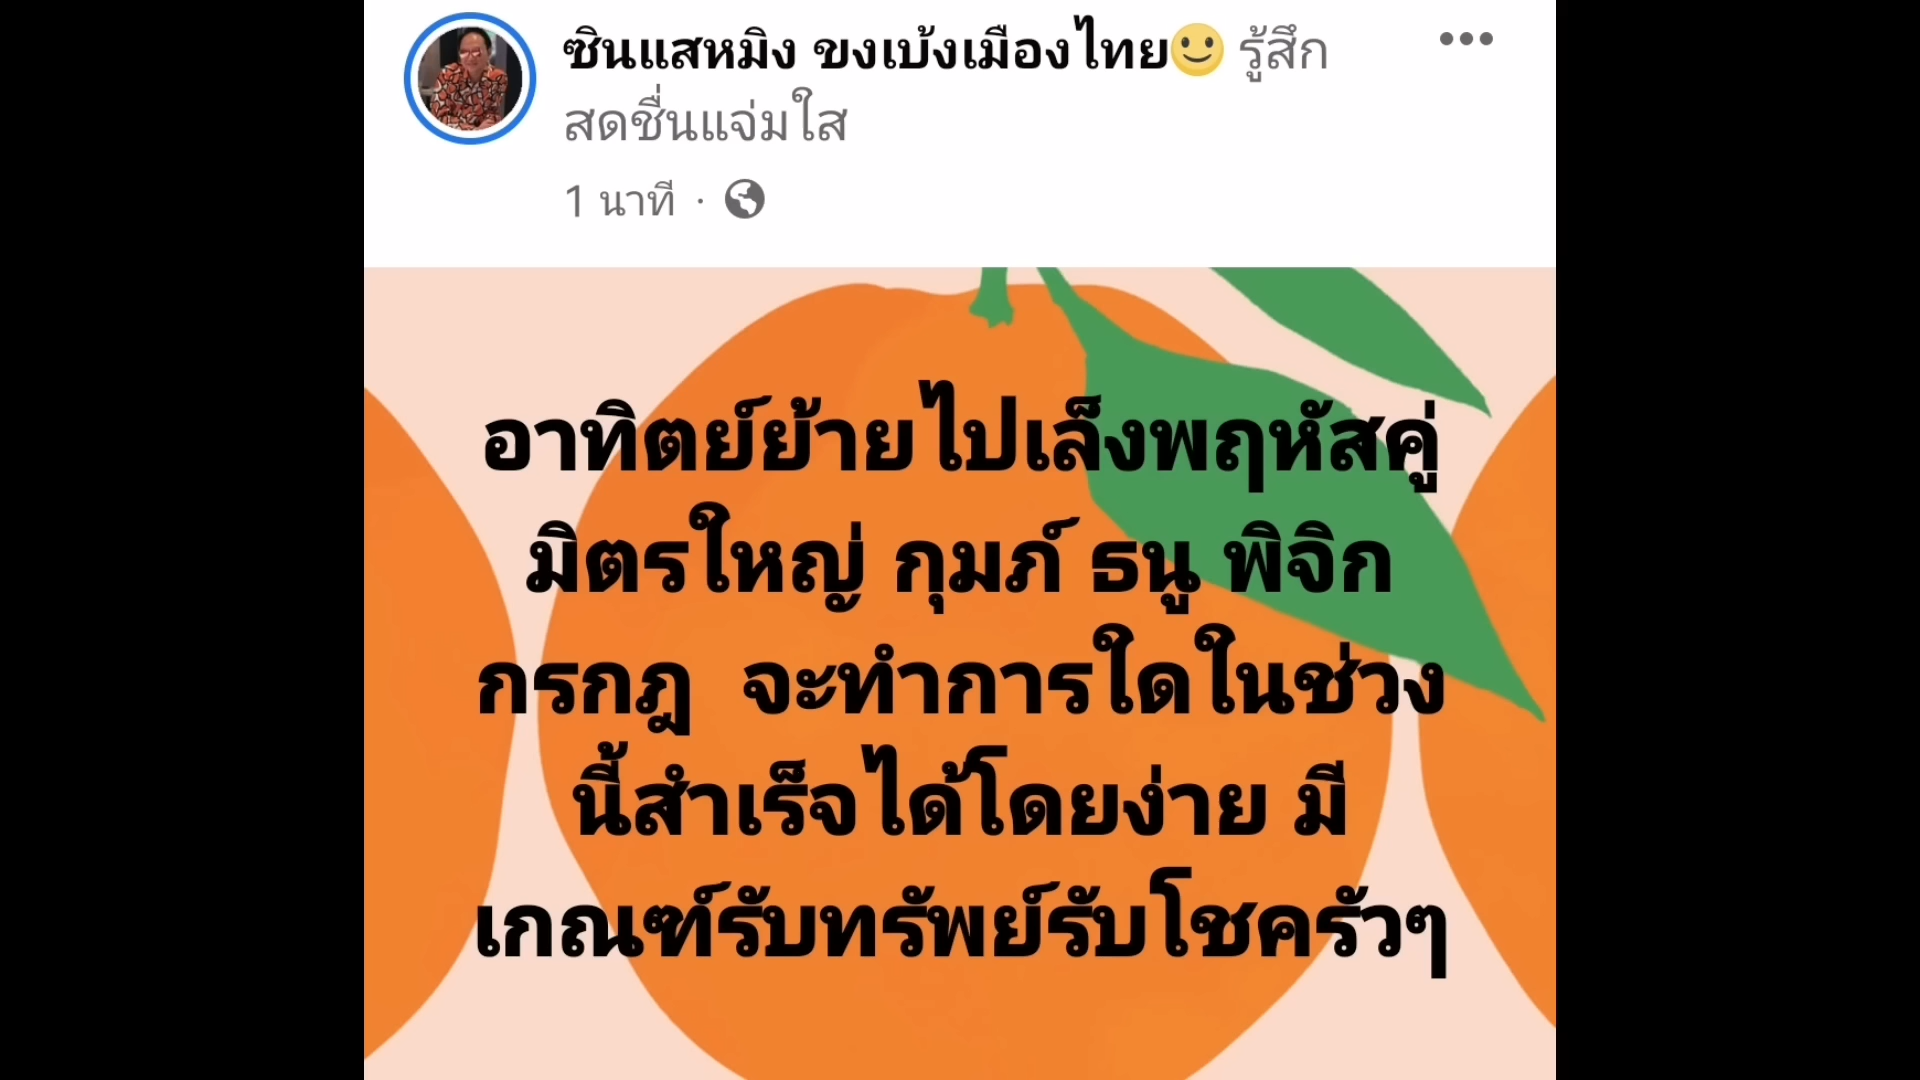 ซินแสหมิง ขงเบ้งเมืองไทย🙂 รู้สึก
สดชื่นแจ่มใส
1 นาที ·
อาทิตย์ย้ายไปเล็งพฤหัสคู่
มิตรใหญ่ กุมภ์ ธนู พิจิก
กรกฎ จะทำการใดในช่วง
นี้สำเร็จได้โดยง่าย มี
เกณฑ์รับทรัพย์รับโชครัวๆ